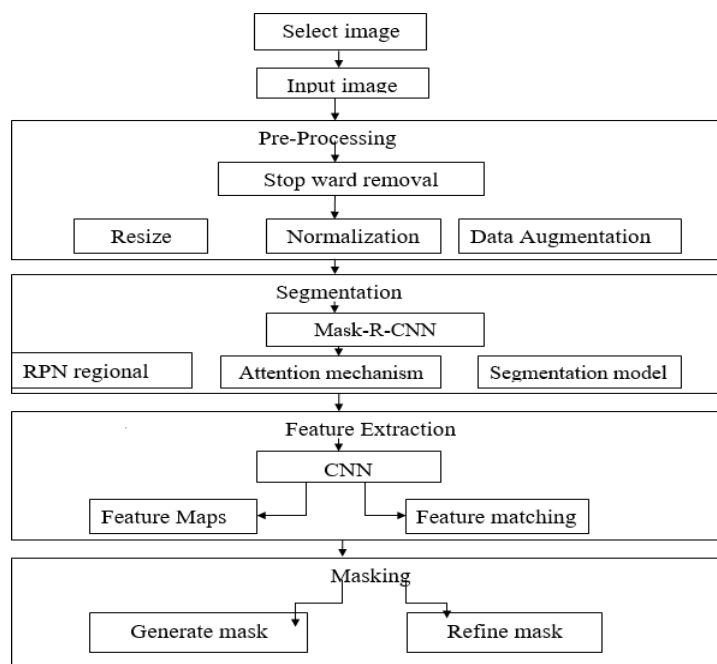 Select image
Input image
Pre-Processing
Stop ward removal
Resize
Normalization
Data Augmentation
Segmentation
Mask-R-CNN
RPN regional
Attention mechanism
Segmentation model
Feature Extraction
CNN
Feature Maps
Feature matching
Masking
Generate mask
Refine mask